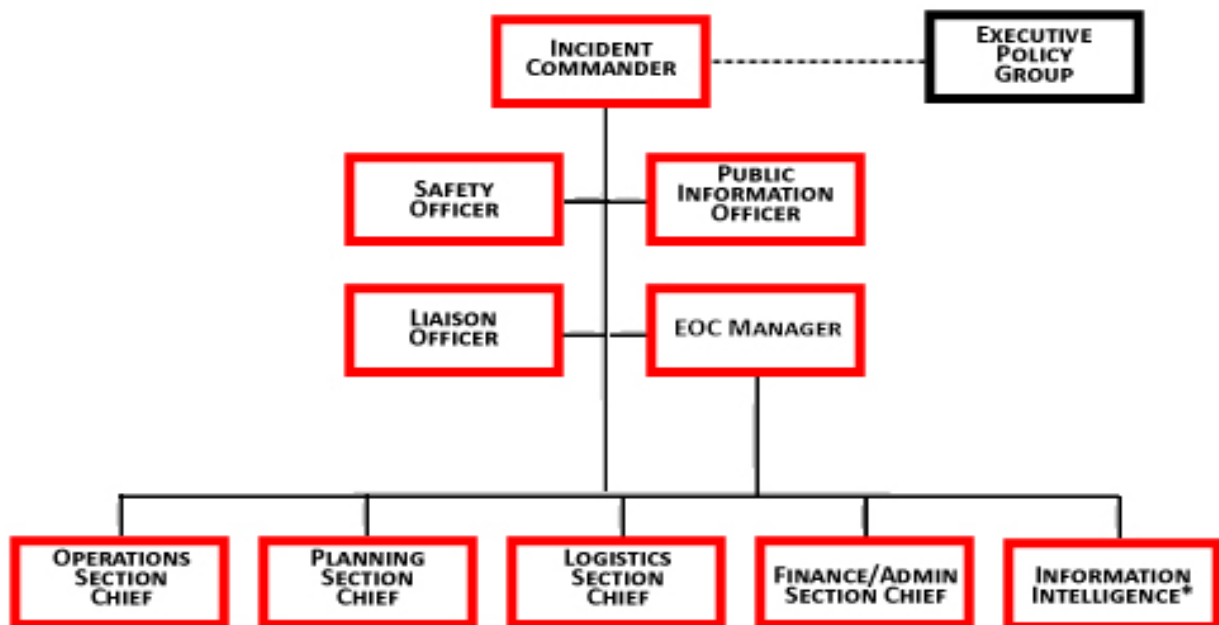 INCIDENT
COMMANDER
EXECUTIVE
POLICY
GROUP
SAFETY
OFFICER
PUBLIC
INFORMATION
OFFICER
LIAISON
OFFICER
EOC MANAGER
OPERATIONS
SECTION
CHIEF
PLANNING
SECTION
CHIEF
LOGISTICS
SECTION
CHIEF
FINANCE/ADMIN
SECTION CHIEF
INFORMATION
INTELLIGENCE*